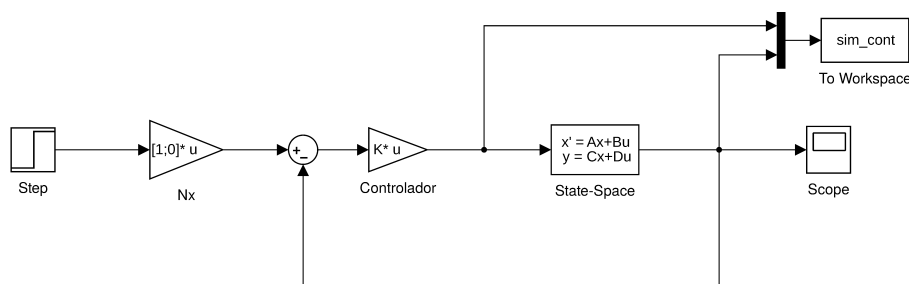 sim_cont
To Workspace
[1;0]* u
+
−
K* u
x' = Ax+Bu
y = Cx+Du
Step
Nx
Controlador
State-Space
Scope